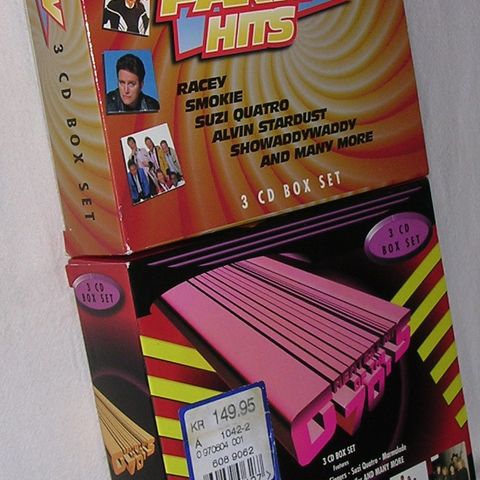 HITS
RACEY
SMOKIE
SUZI QUATRO
ALVIN STARDUST
SHOWADDYWADDY
AND MANY MORE
3 CD BOX SET
3 CD BOX SET
3 CD
BOX SET
3 CD
BOX SET
KR 149.95
A 1042-2
0 970604 001
608 9062
3 CD BOX SET
Features
Suzi Quatro - Marmalade
AND MANY MORE